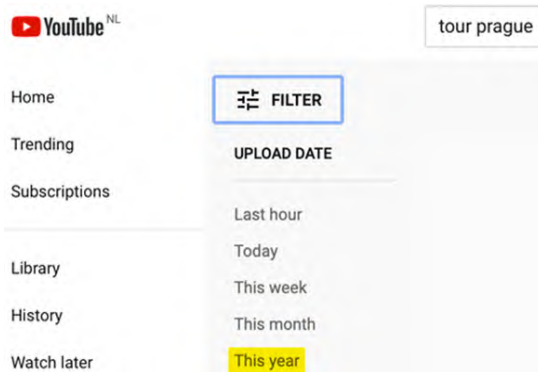 YouTube NL
tour prague
Home
Trending
Subscriptions
Library
History
Watch later
FILTER
UPLOAD DATE
Last hour
Today
This week
This month
This year